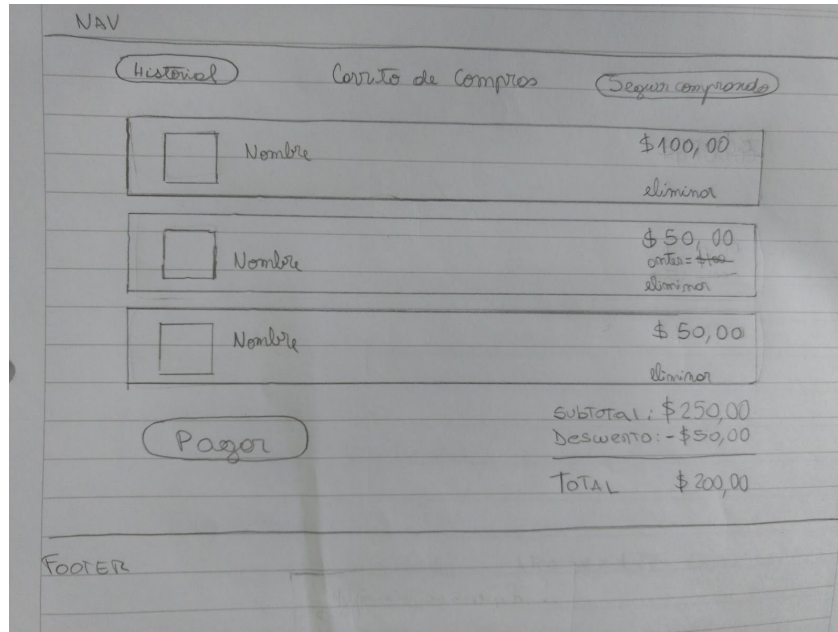 NAV
Historial Carrito de Compras Seguir comprando
Nombre $100,00
eliminar
$50,00
Nombre antes= $100
eliminar
Nombre $50,00
eliminar
SUBTOTAL: $250,00
Pagar Descuento: -$50,00
TOTAL $200,00
FOOTER